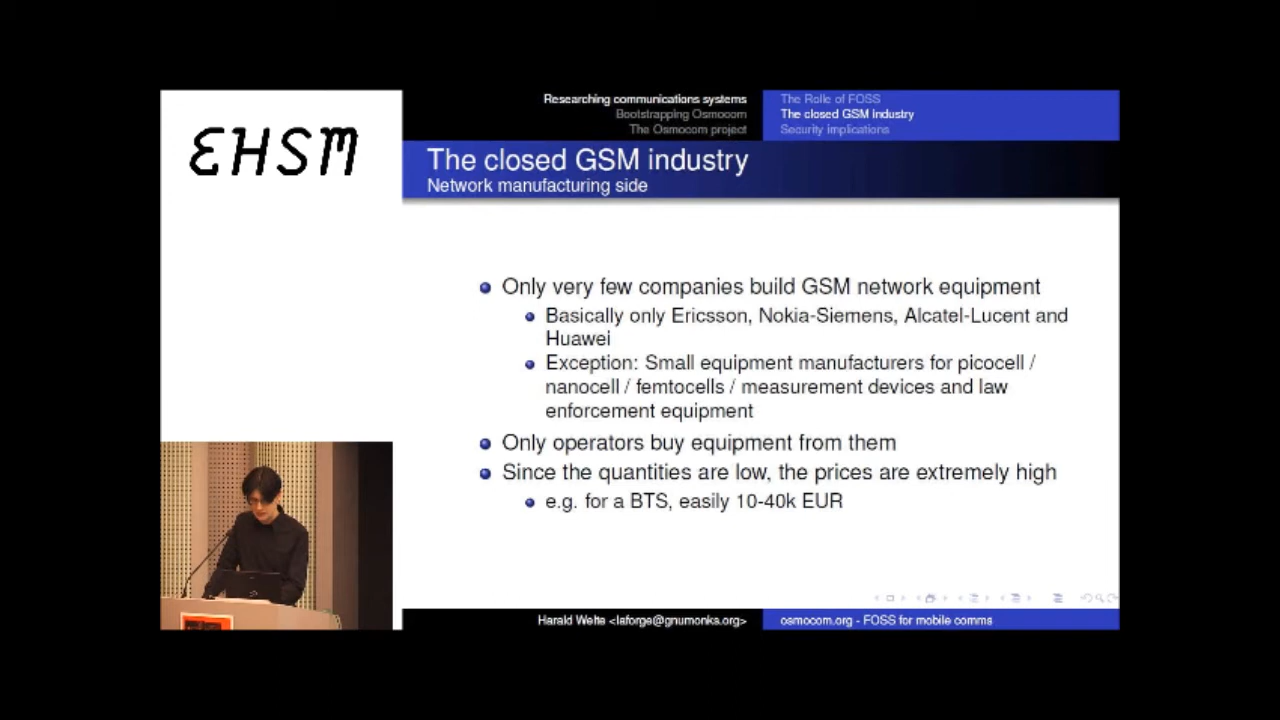 EHSM
Researching communications systems
Bootstrapping Osmocom
The Osmocom project
The Rolle of FOSS
The closed GSM industry
Security implications
The closed GSM industry
Network manufacturing side
Only very few companies build GSM network equipment
Basically only Ericsson, Nokia-Siemens, Alcatel-Lucent and
Huawei
Exception: Small equipment manufacturers for picocell /
nanocell / femtocells / measurement devices and law
enforcement equipment
Only operators buy equipment from them
Since the quantities are low, the prices are extremely high
e.g. for a BTS, easily 10-40k EUR
Harald Welte <laforge@gnumonks.org>
osmocom.org - FOSS for mobile comms